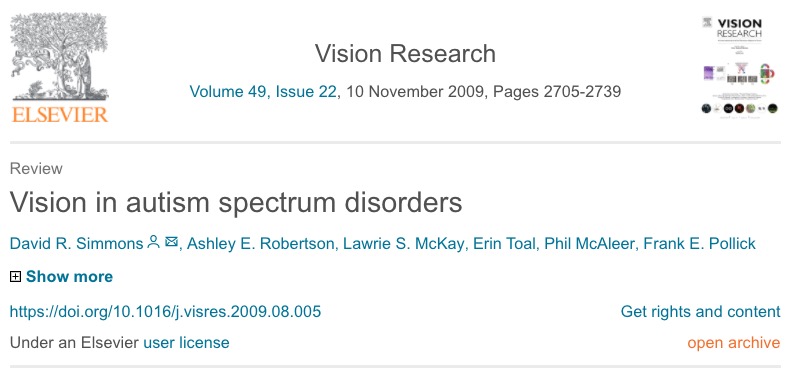 ELSEVIER
Vision Research
Volume 49, Issue 22, 10 November 2009, Pages 2705-2739
VISION
RESEARCH
Review
Vision in autism spectrum disorders
David R. Simmons, Ashley E. Robertson, Lawrie S. McKay, Erin Toal, Phil McAleer, Frank E. Pollick
Show more
https://doi.org/10.1016/j.visres.2009.08.005
Get rights and content
Under an Elsevier user license
open archive